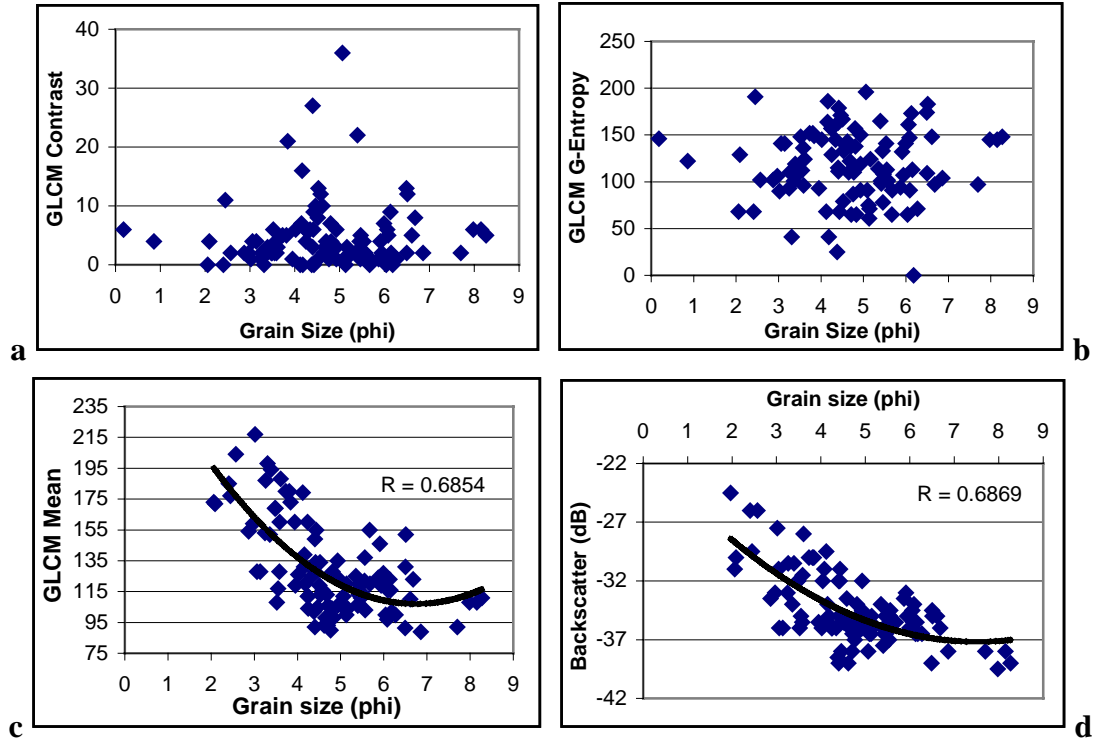 GLCM Contrast
40
30
20
10
0
0 1 2 3 4 5 6 7 8 9
Grain Size (phi)
a
GLCM G-Entropy
250
200
150
100
50
0
0 1 2 3 4 5 6 7 8 9
Grain Size (phi)
b
GLCM Mean
235
215
195
175
155
135
115
95
75
R = 0.6854
0 1 2 3 4 5 6 7 8 9
Grain size (phi)
c
Grain size (phi)
0 1 2 3 4 5 6 7 8 9
Backscatter (dB)
-22
-27
-32
-37
-42
R = 0.6869
d